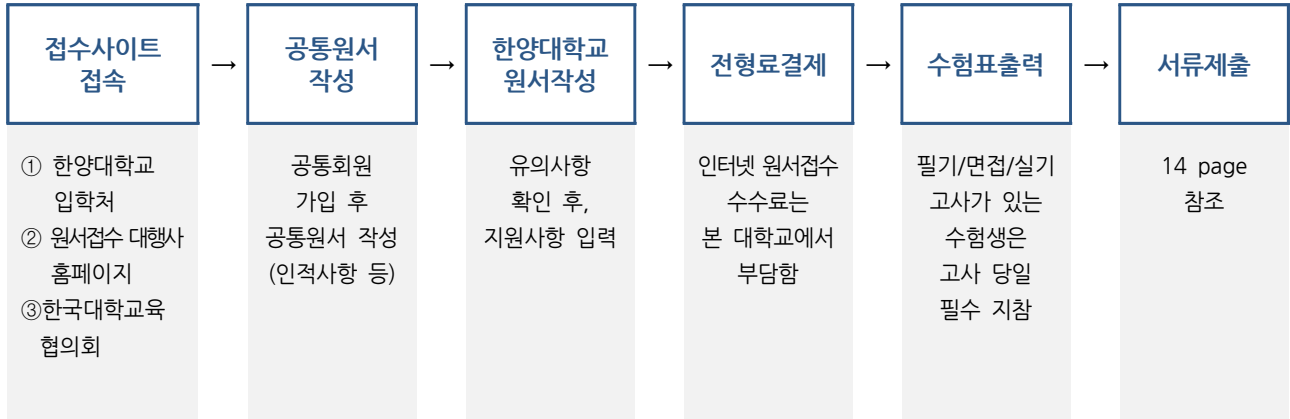 접수사이트
접속
→
공통원서
작성
→
한양대학교
원서작성
→
전형료결제
→
수험표출력
→
서류제출
① 한양대학교
입학처
② 원서접수 대행사
홈페이지
③한국대학교육
협의회
공통회원
가입 후
공통원서 작성
(인적사항 등)
유의사항
확인 후,
지원사항 입력
인터넷 원서접수
수수료는
본 대학교에서
부담함
필기/면접/실기
고사가 있는
수험생은
고사 당일
필수 지참
14 page
참조